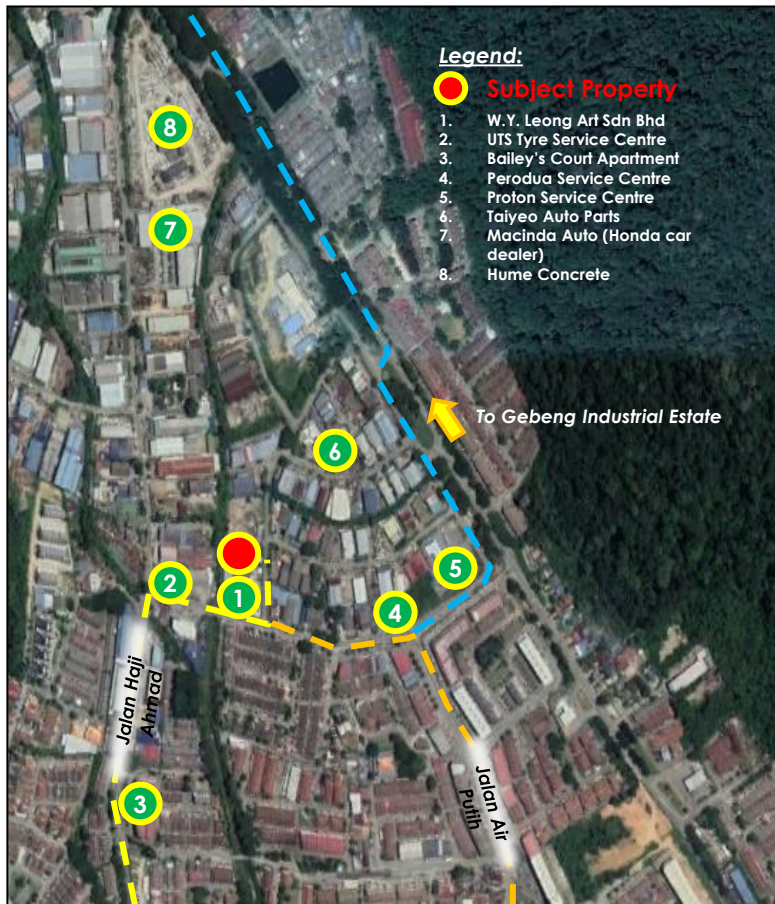 Legend:
Subject Property
1. W.Y. Leong Art Sdn Bhd
2. UTS Tyre Service Centre
3. Bailey's Court Apartment
4. Perodua Service Centre
5. Proton Service Centre
6. Taiyeo Auto Parts
7. Macinda Auto (Honda car
dealer)
8. Hume Concrete
8
7
To Gebeng Industrial Estate
6
5
2
1
4
Jalan Haji
Ahmad
Jalan Air
Putih
3